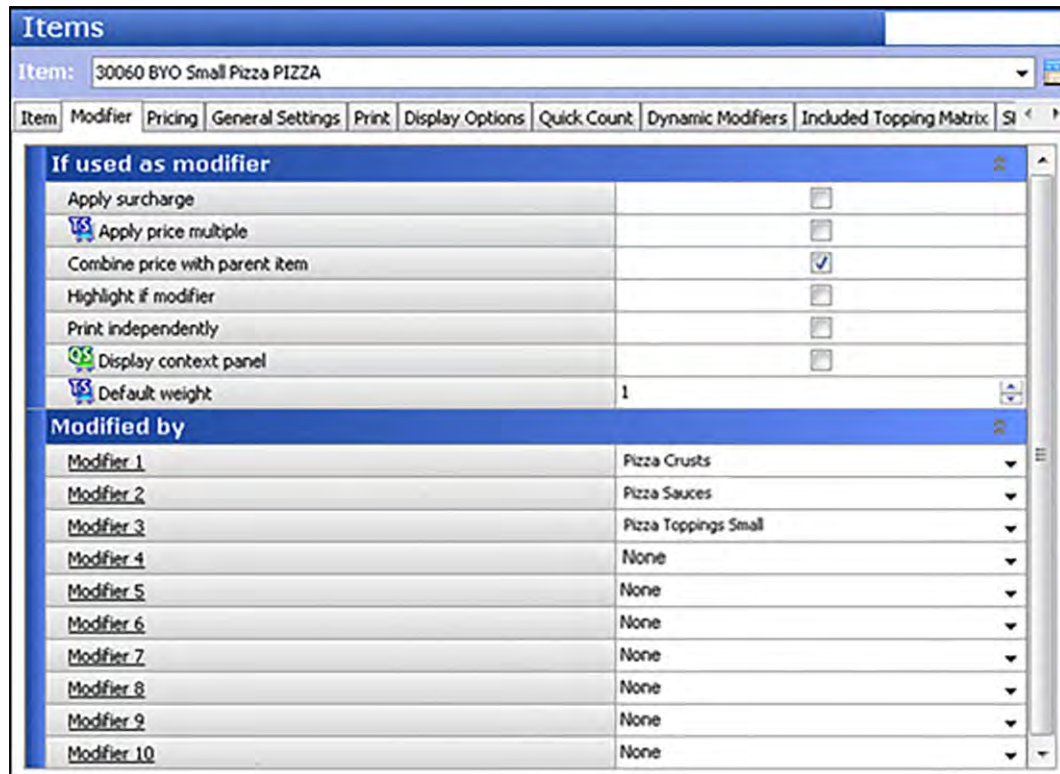 Items
Item: 30060 BYO Small Pizza PIZZA
Item Modifier Pricing General Settings Print Display Options Quick Count Dynamic Modifiers Included Topping Matrix
If used as modifier
Apply surcharge
TS Apply price multiple
Combine price with parent item
Highlight if modifier
Print independently
QS Display context panel
TS Default weight 1
Modified by
Modifier 1 Pizza Crusts
Modifier 2 Pizza Sauces
Modifier 3 Pizza Toppings Small
Modifier 4 None
Modifier 5 None
Modifier 6 None
Modifier 7 None
Modifier 8 None
Modifier 9 None
Modifier 10 None